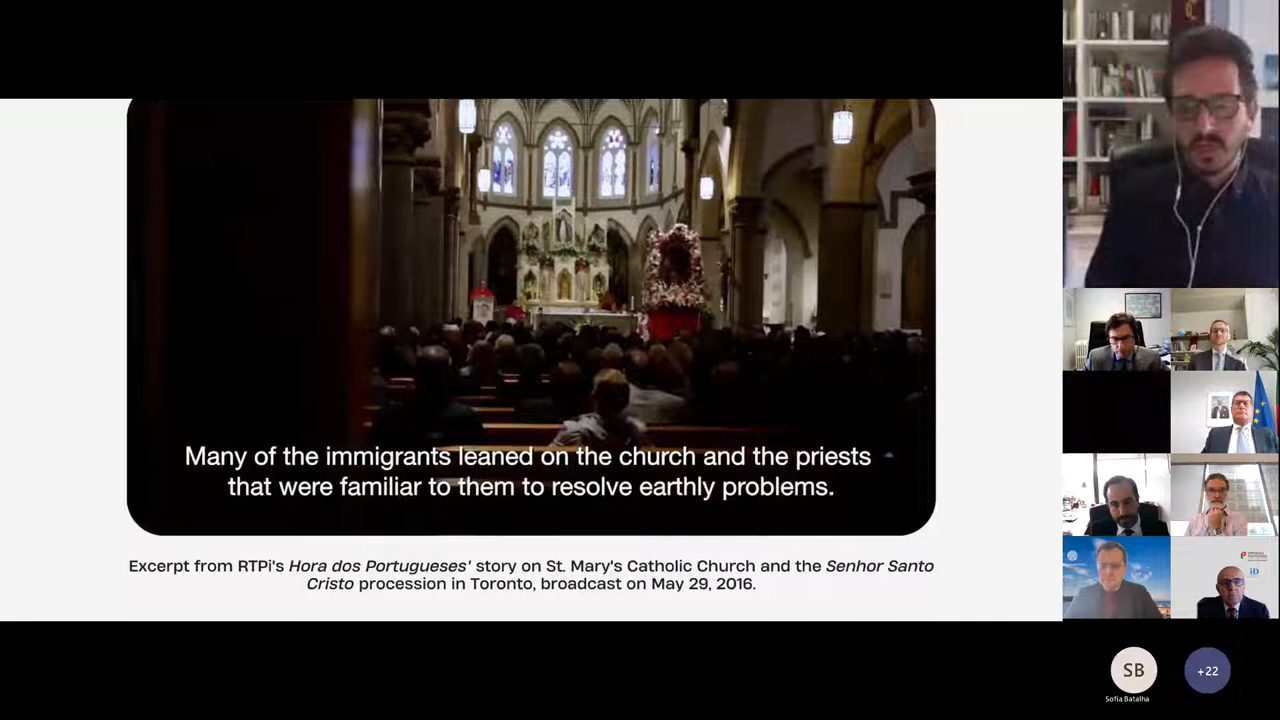 Many of the immigrants leaned on the church and the priests
that were familiar to them to resolve earthly problems.
Excerpt from RTPi's Hora dos Portugueses' story on St. Mary's Catholic Church and the Senhor Santo
Cristo procession in Toronto, broadcast on May 29, 2016.
iD
SB
+22
Sofia Batalha